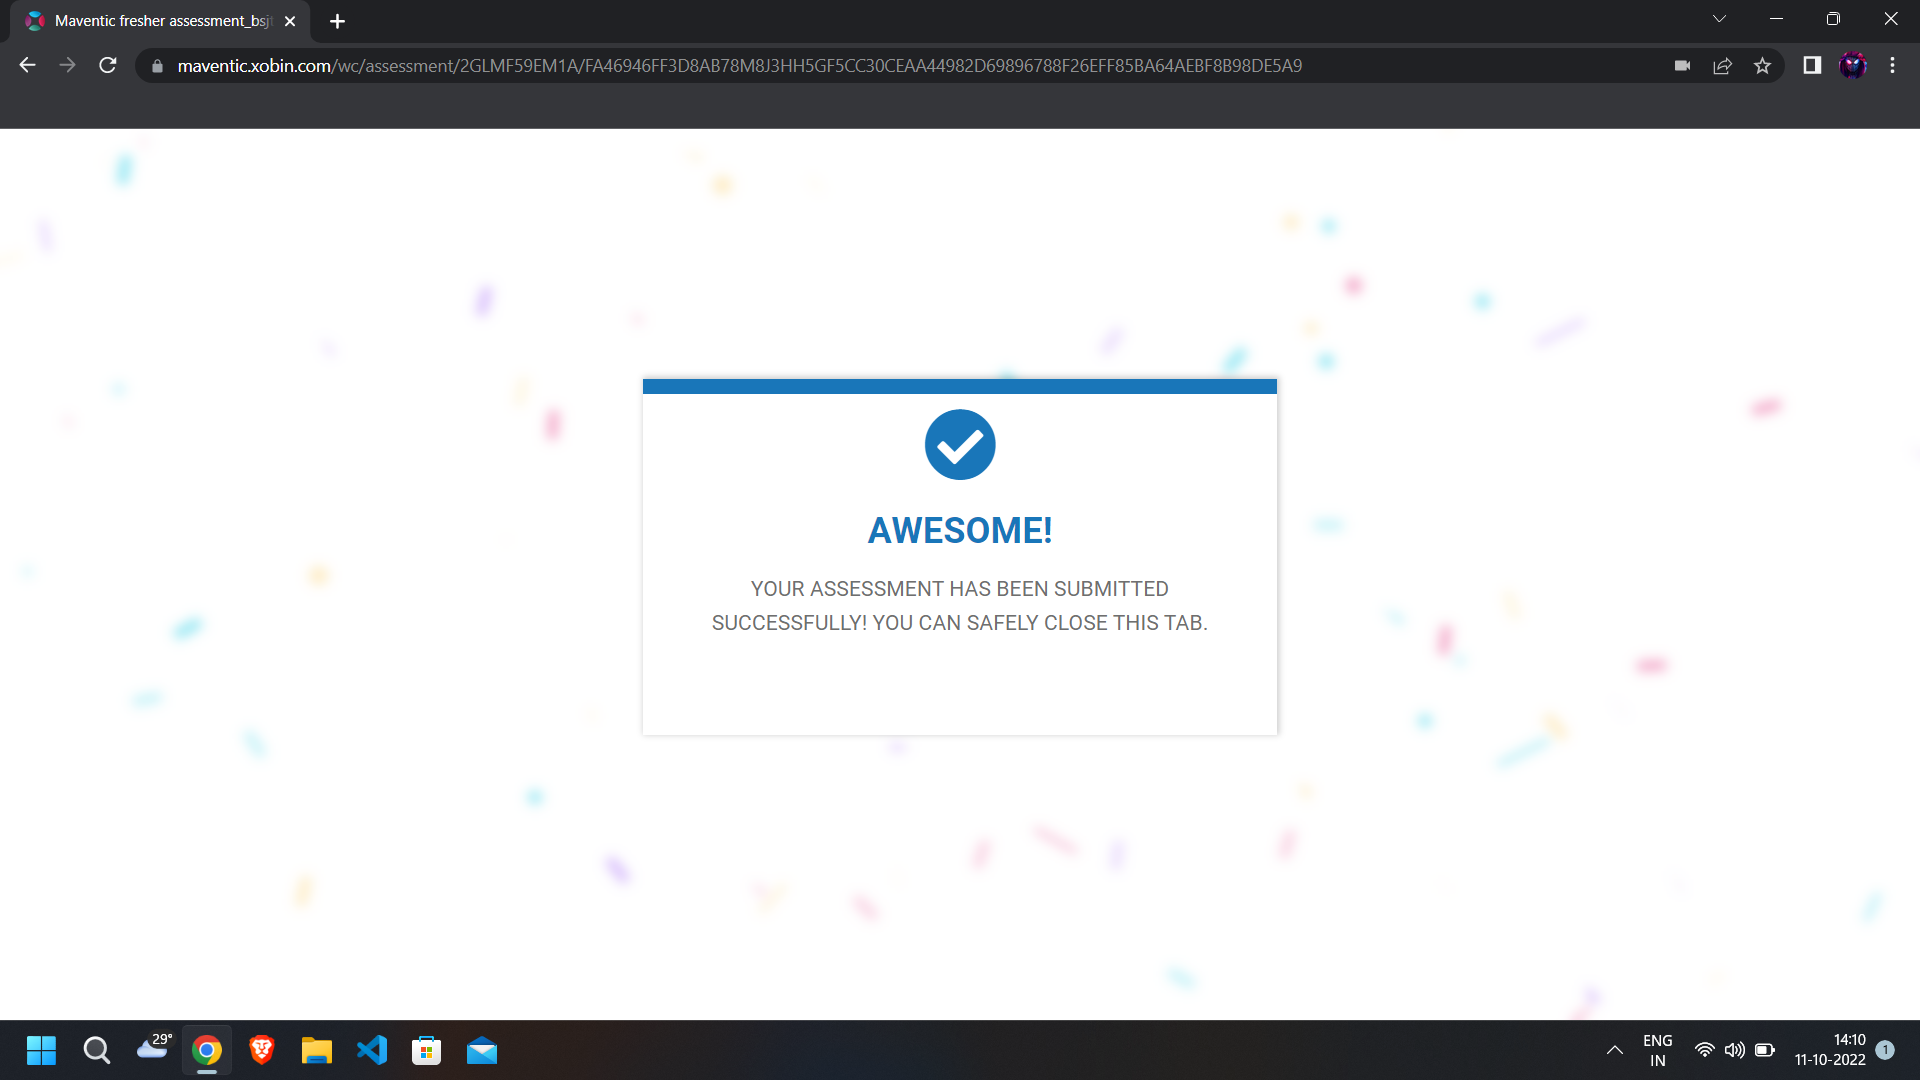 Maventic fresher assessment_bsjt
maventic.xobin.com/wc/assessment/2GLMF59EM1A/FA46946FF3D8AB78M8J3HH5GF5CC30CEAA44982D69896788F26EFF85BA64AEBF8B98DE5A9
AWESOME!
YOUR ASSESSMENT HAS BEEN SUBMITTED
SUCCESSFULLY! YOU CAN SAFELY CLOSE THIS TAB.
29°
ENG
IN
14:10
11-10-2022
1